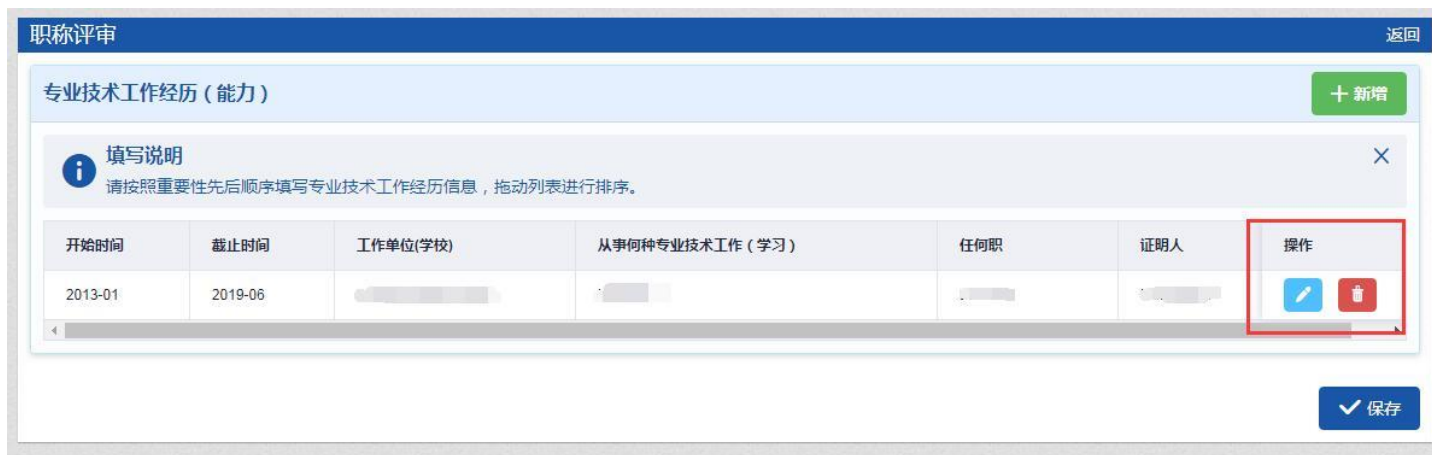 职称评审
返回
专业技术工作经历（能力）
新增
填写说明
请按照重要性先后顺序填写专业技术工作经历信息，拖动列表进行排序。
开始时间 截止时间 工作单位(学校) 从事何种专业技术工作（学习） 任何职 证明人 操作
2013-01 2019-06
保存